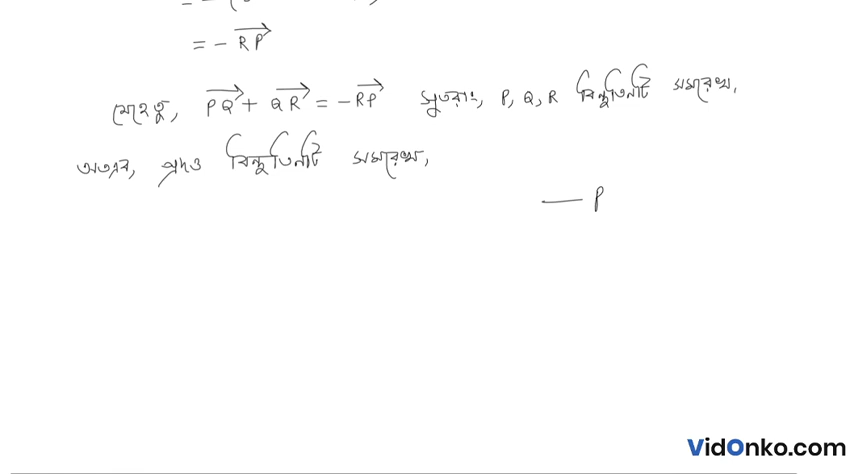 = - RP
যেহেতু, PQ + QR = -RP সুতরাং, P, Q, R বিন্দুতিনটি সমরেখ.
অতএব, প্রদত্ত বিন্দুতিনটি সমরেখ,
— P
VidOnko.com